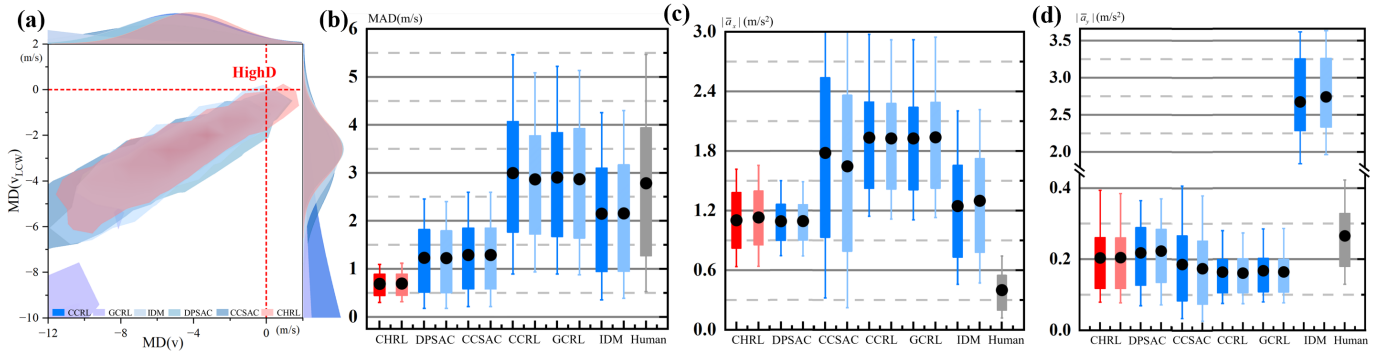 (a)
2
(m/s)
HighD
0
-2
-4
-6
-8
-10
MD(v_LCW)
CCRL GCRL IDM DPSAC CCSAC CHRL
-12 -8 -4 0 (m/s)
MD(v)
(b) MAD(m/s)
6
5
4
3
2
1
0
CHRL DPSAC CCSAC CCRL GCRL IDM Human
(c) |a̅_x| (m/s²)
3.0
2.4
1.8
1.2
0.6
0.0
CHRL DPSAC CCSAC CCRL GCRL IDM Human
(d) |a̅_y| (m/s²)
3.5
3.0
2.5
2.0
0.4
0.2
0.0
CHRL DPSAC CCSAC CCRL GCRL IDM Human